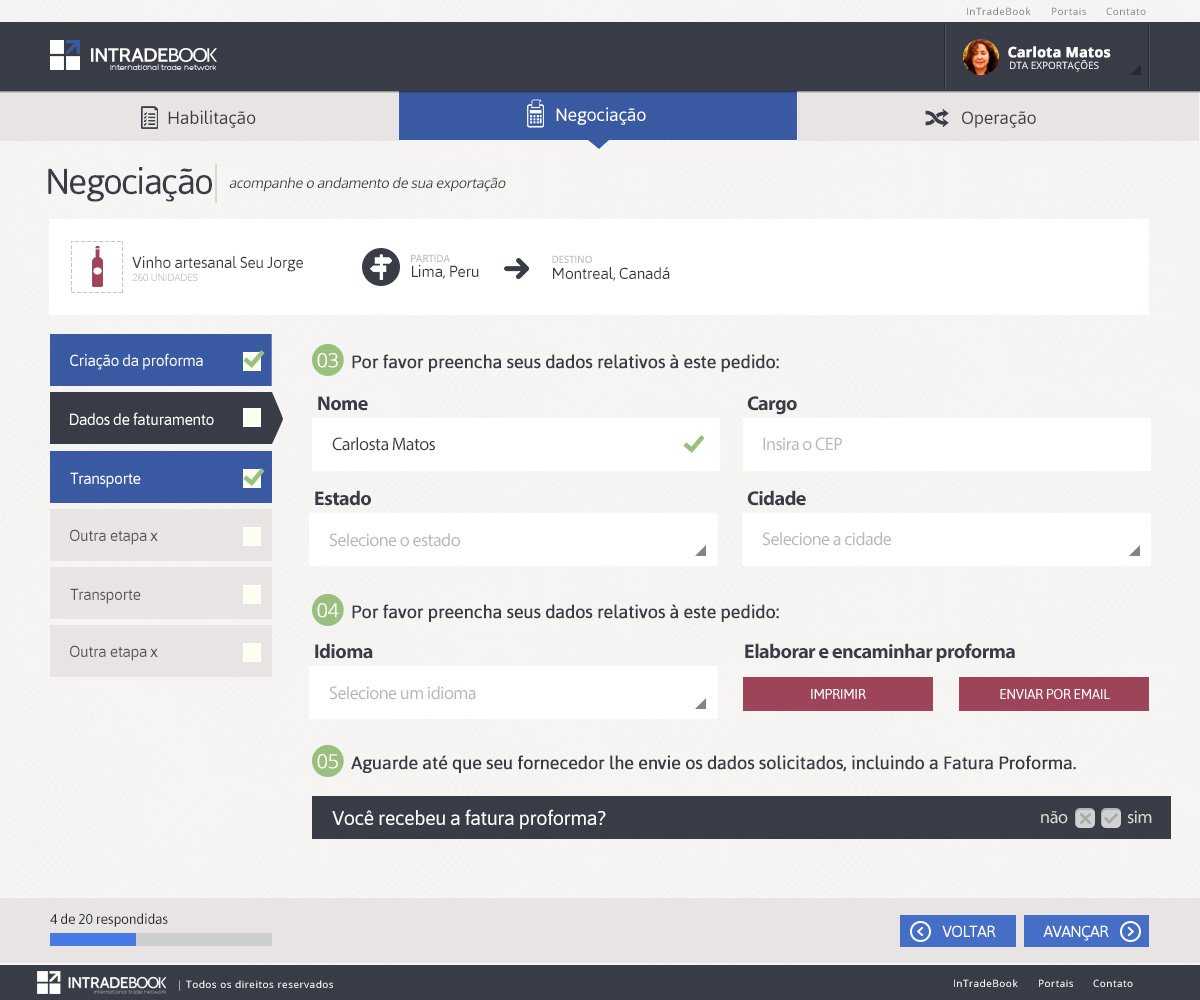 InTradeBook Portais Contato
INTRADEBOOK
international trade network
Carlota Matos
DTA EXPORTAÇÕES
Habilitação
Negociação
Operação
Negociação
acompanhe o andamento de sua exportação
Vinho artesanal Seu Jorge
260 UNIDADES
PARTIDA
Lima, Peru
DESTINO
Montreal, Canadá
Criação da proforma
Dados de faturamento
Transporte
Outra etapa x
Transporte
Outra etapa x
03 Por favor preencha seus dados relativos à este pedido:
Nome
Carlosta Matos
Cargo
Insira o CEP
Estado
Selecione o estado
Cidade
Selecione a cidade
04 Por favor preencha seus dados relativos à este pedido:
Idioma
Selecione um idioma
Elaborar e encaminhar proforma
IMPRIMIR
ENVIAR POR EMAIL
05 Aguarde até que seu fornecedor lhe envie os dados solicitados, incluindo a Fatura Proforma.
Você recebeu a fatura proforma?
não sim
4 de 20 respondidas
VOLTAR
AVANÇAR
INTRADEBOOK
international trade network
| Todos os direitos reservados
InTradeBook Portais Contato